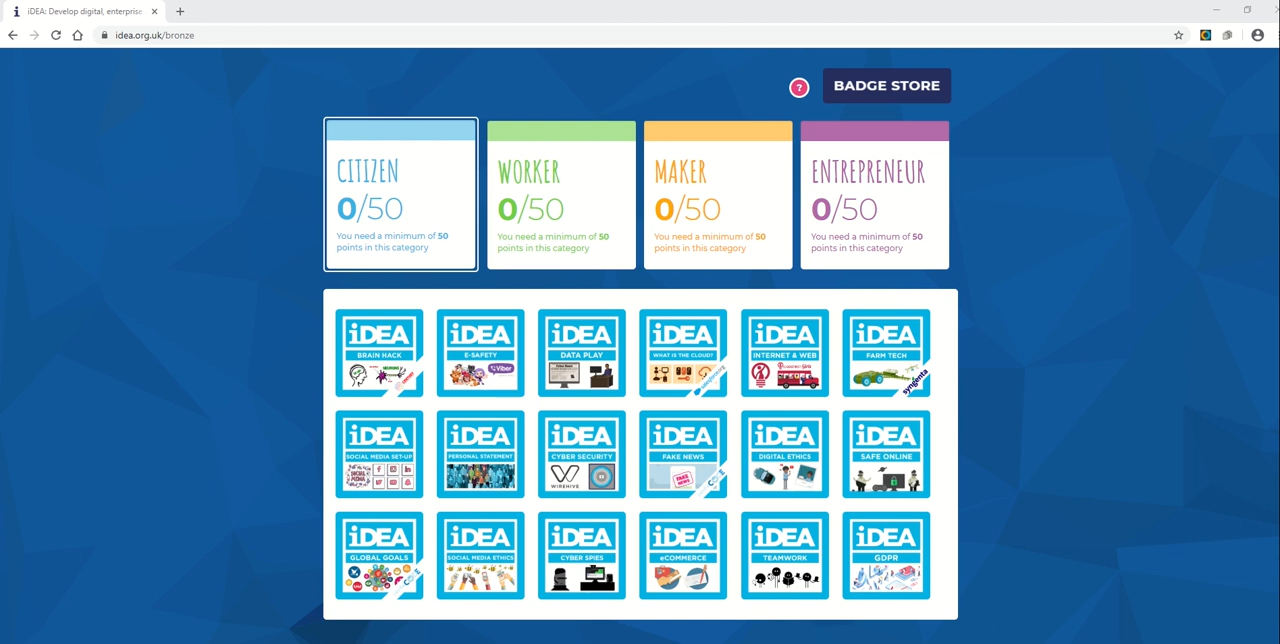 iDEA: Develop digital, enterprise
idea.org.uk/bronze
?
BADGE STORE
CITIZEN
0/50
You need a minimum of 50
points in this category
WORKER
0/50
You need a minimum of 50
points in this category
MAKER
0/50
You need a minimum of 50
points in this category
ENTREPRENEUR
0/50
You need a minimum of 50
points in this category
iDEA
BRAIN HACK
iDEA
E-SAFETY
Viber
iDEA
DATA PLAY
iDEA
WHAT IS THE CLOUD?
iDEA
INTERNET & WEB
iDEA
FARM TECH
syngenta
iDEA
SOCIAL MEDIA SET-UP
SOCIAL
MEDIA
iDEA
PERSONAL STATEMENT
iDEA
CYBER SECURITY
WIREHIVE
iDEA
FAKE NEWS
FAKE
NEWS
iDEA
DIGITAL ETHICS
iDEA
SAFE ONLINE
iDEA
GLOBAL GOALS
iDEA
SOCIAL MEDIA ETHICS
iDEA
CYBER SPIES
iDEA
eCOMMERCE
iDEA
TEAMWORK
iDEA
GDPR